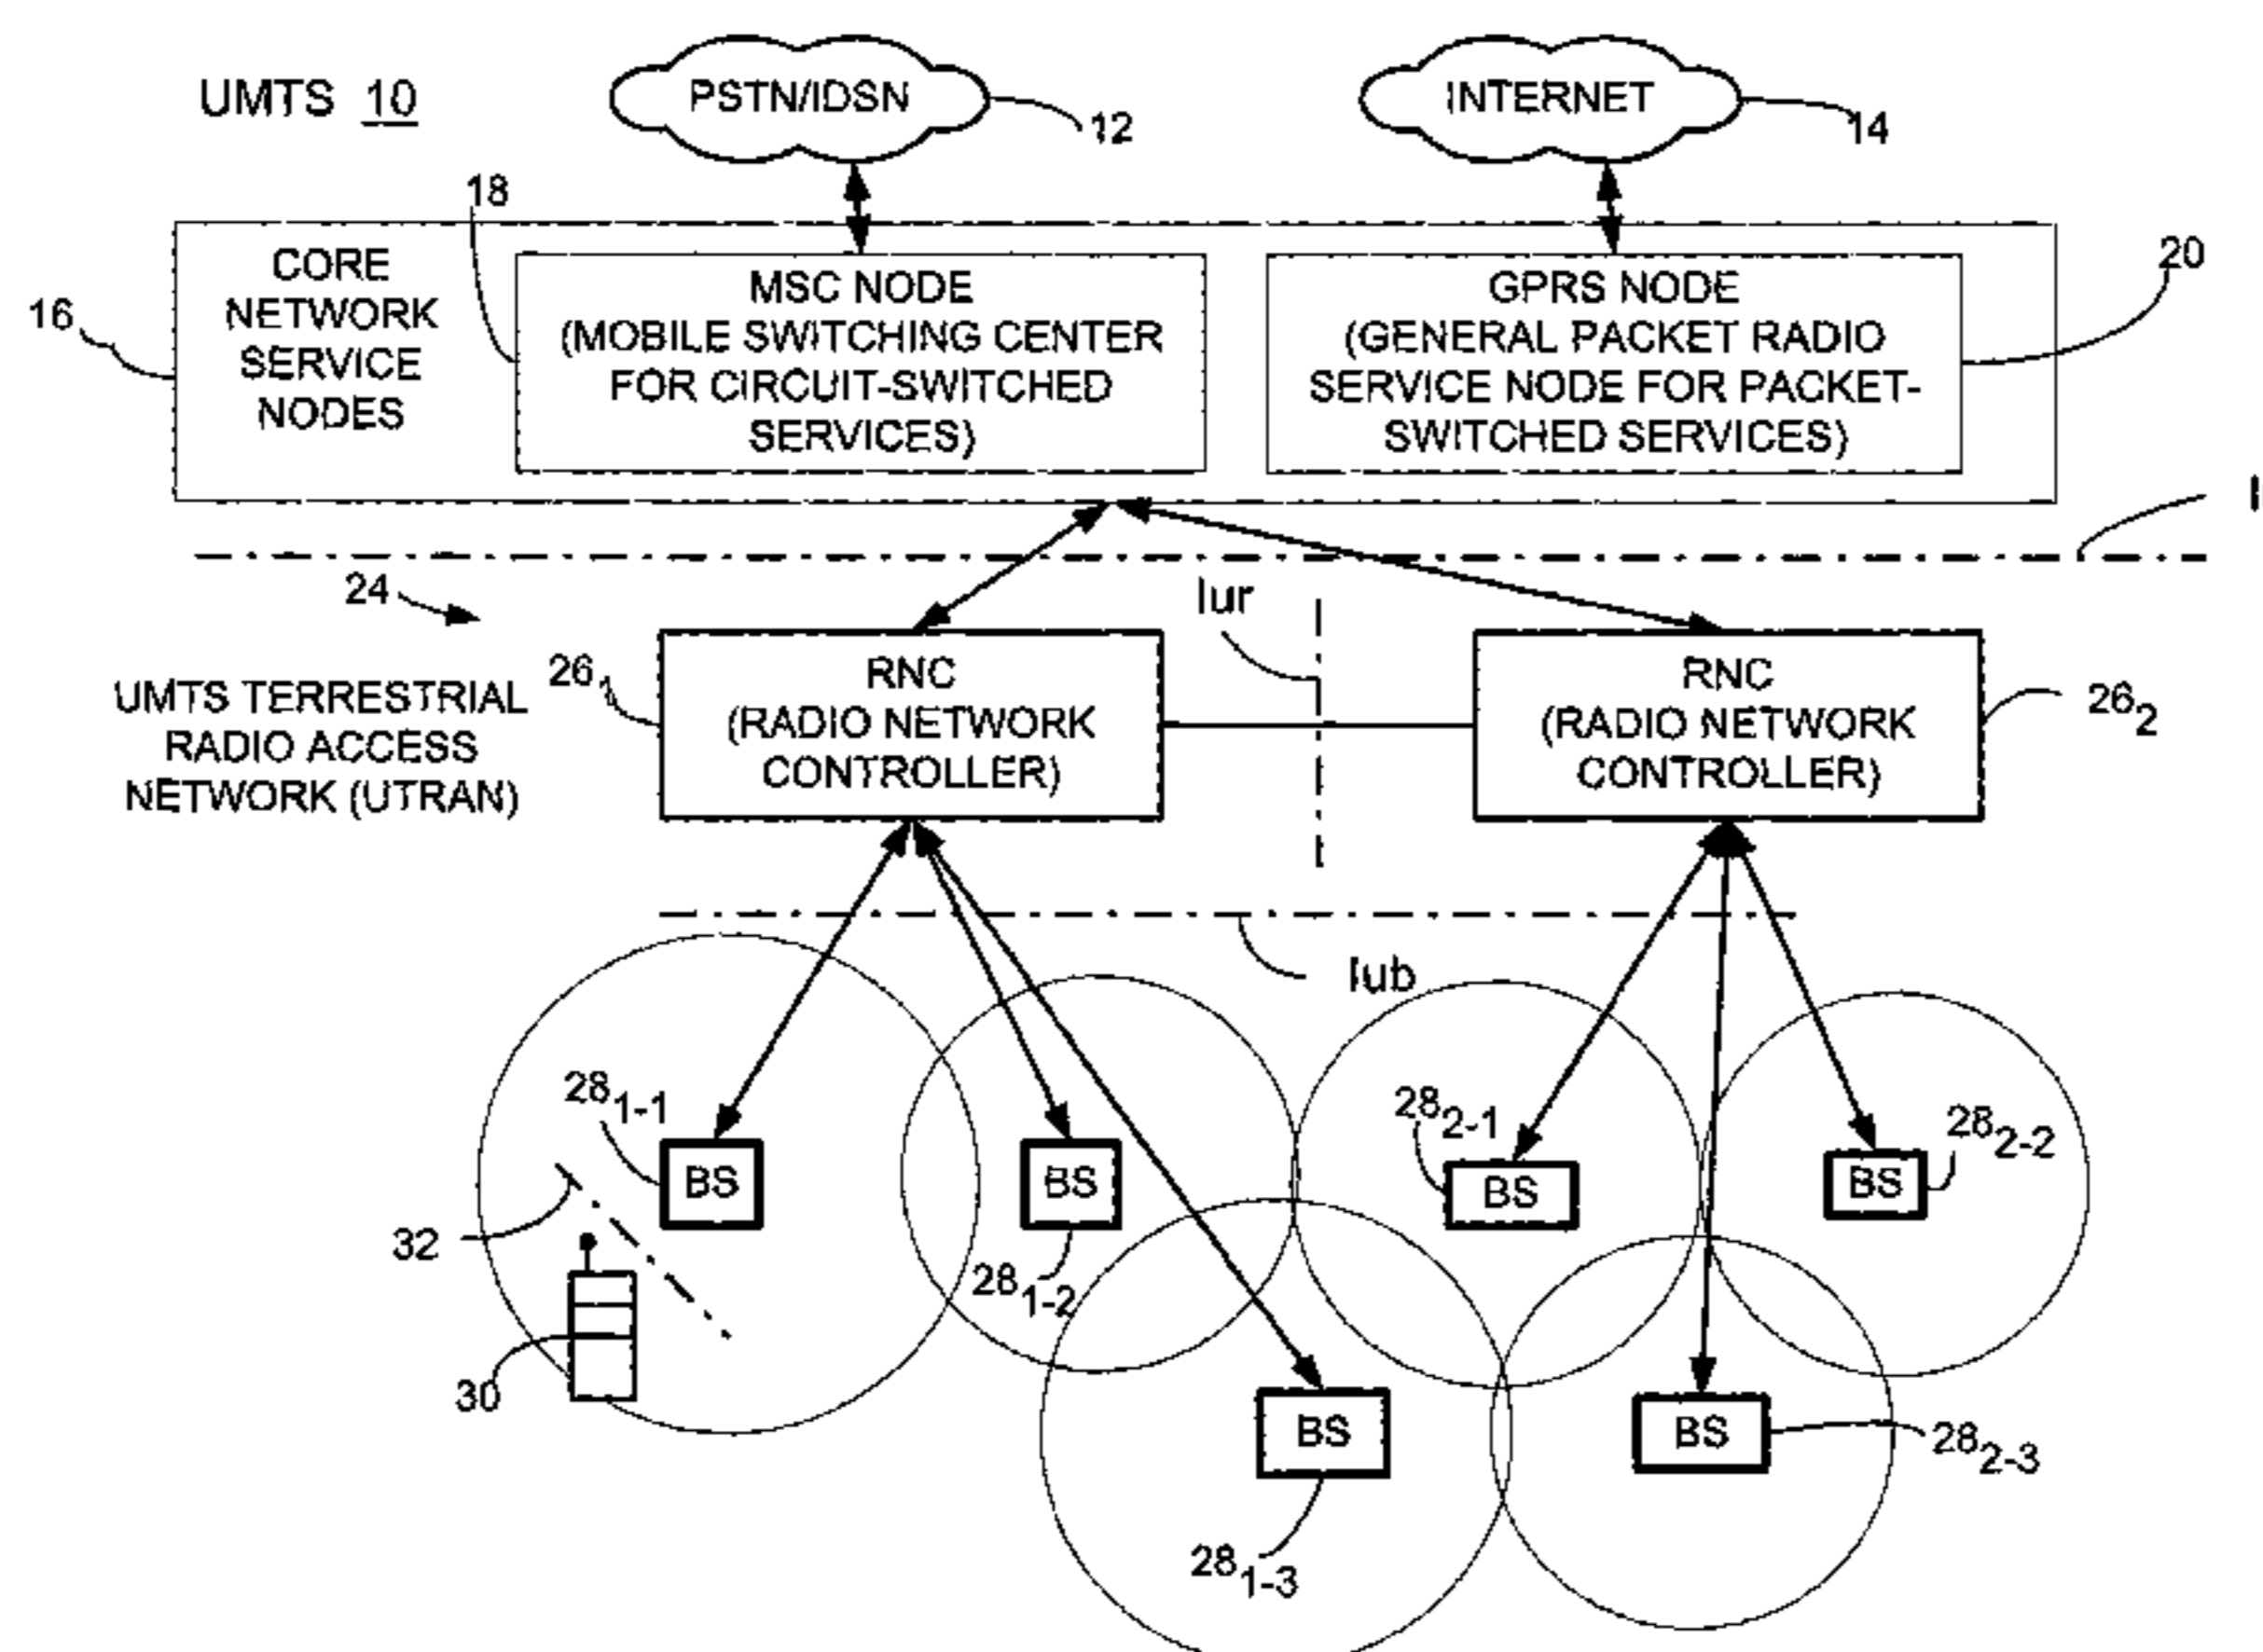 UMTS 10
PSTN/IDSN
12
INTERNET
14
18
16
CORE
NETWORK
SERVICE
NODES
MSC NODE
(MOBILE SWITCHING CENTER
FOR CIRCUIT-SWITCHED
SERVICES)
GPRS NODE
(GENERAL PACKET RADIO
SERVICE NODE FOR PACKET-
SWITCHED SERVICES)
20
I
24
UMTS TERRESTRIAL
RADIO ACCESS
NETWORK (UTRAN)
26
RNC
(RADIO NETWORK
CONTROLLER)
Iur
RNC
(RADIO NETWORK
CONTROLLER)
26₂
Iub
28₁₋₁
BS
BS
28₁₋₂
28₂₋₁
BS
BS
28₂₋₂
32
30
BS
28₁₋₃
BS
28₂₋₃